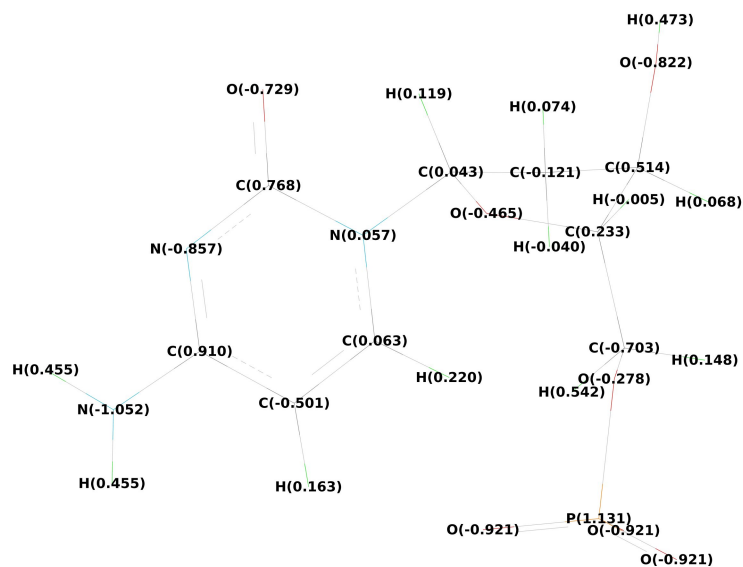 H(0.473)
O(-0.822)
O(-0.729)
H(0.119)
H(0.074)
C(0.514)
C(0.043)
C(-0.121)
C(0.768)
H(-0.005)
H(0.068)
O(-0.465)
C(0.233)
N(0.057)
N(-0.857)
H(-0.040)
C(0.063)
C(-0.703)
C(0.910)
H(0.148)
H(0.455)
H(0.220)
O(-0.278)
H(0.542)
C(-0.501)
N(-1.052)
H(0.455)
H(0.163)
P(1.131)
O(-0.921)
O(-0.921)
O(-0.921)